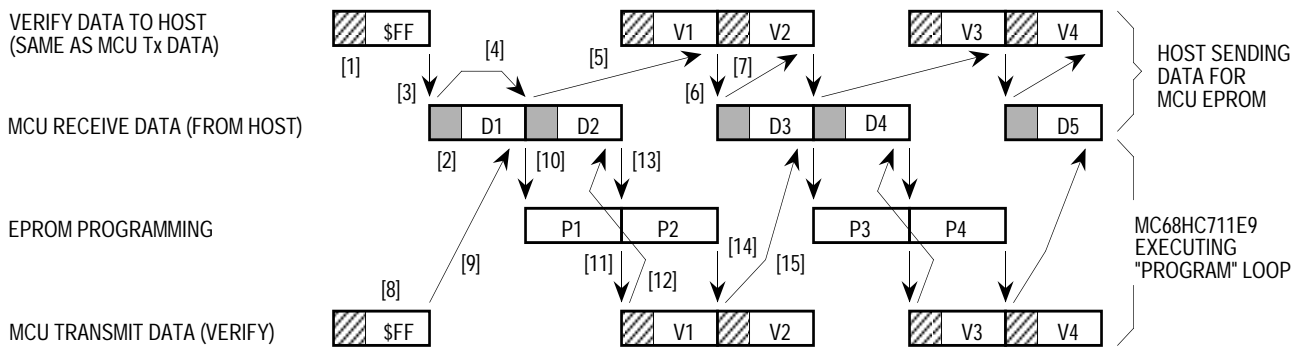 VERIFY DATA TO HOST
(SAME AS MCU Tx DATA)
$FF
V1
V2
V3
V4
[1]
[3]
[4]
[5]
[6]
[7]
HOST SENDING
DATA FOR
MCU EPROM
MCU RECEIVE DATA (FROM HOST)
D1
D2
D3
D4
D5
[2]
[10]
[13]
EPROM PROGRAMMING
P1
P2
P3
P4
[8]
[9]
[11]
[12]
[14]
[15]
MC68HC711E9
EXECUTING
"PROGRAM" LOOP
MCU TRANSMIT DATA (VERIFY)
$FF
V1
V2
V3
V4